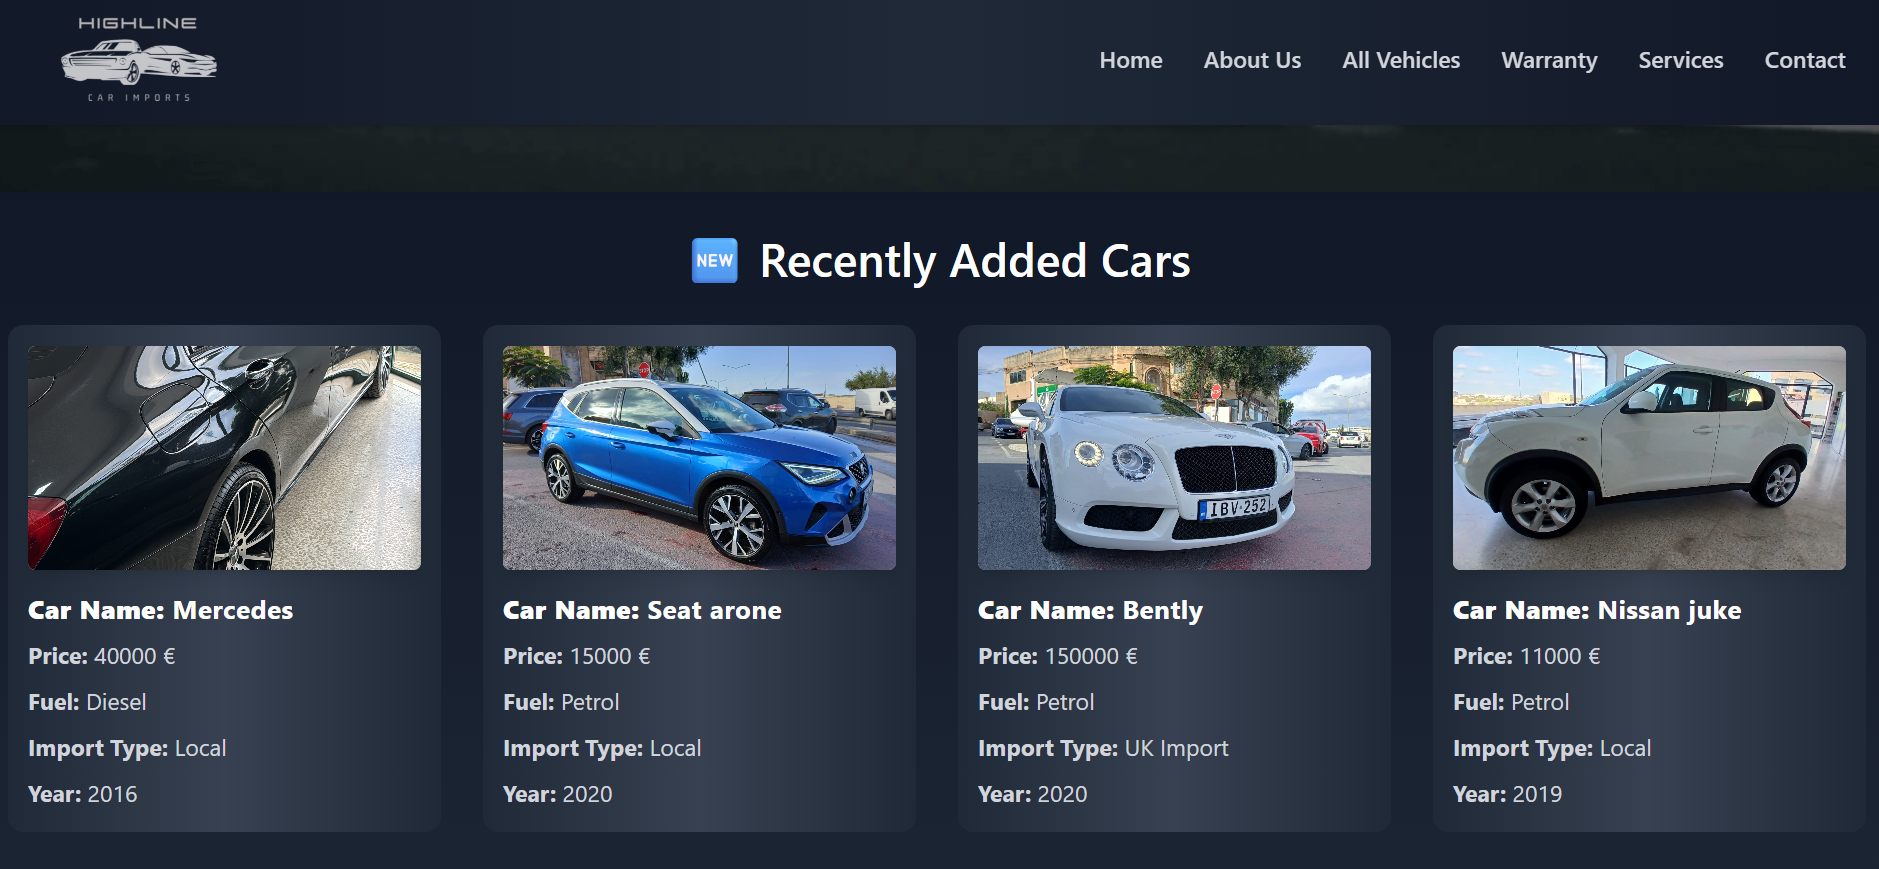 HIGHLINE
CAR IMPORTS
Home About Us All Vehicles Warranty Services Contact
NEW Recently Added Cars
IBV·252
Car Name: Mercedes
Price: 40000 €
Fuel: Diesel
Import Type: Local
Year: 2016
Car Name: Seat arone
Price: 15000 €
Fuel: Petrol
Import Type: Local
Year: 2020
Car Name: Bently
Price: 150000 €
Fuel: Petrol
Import Type: UK Import
Year: 2020
Car Name: Nissan juke
Price: 11000 €
Fuel: Petrol
Import Type: Local
Year: 2019